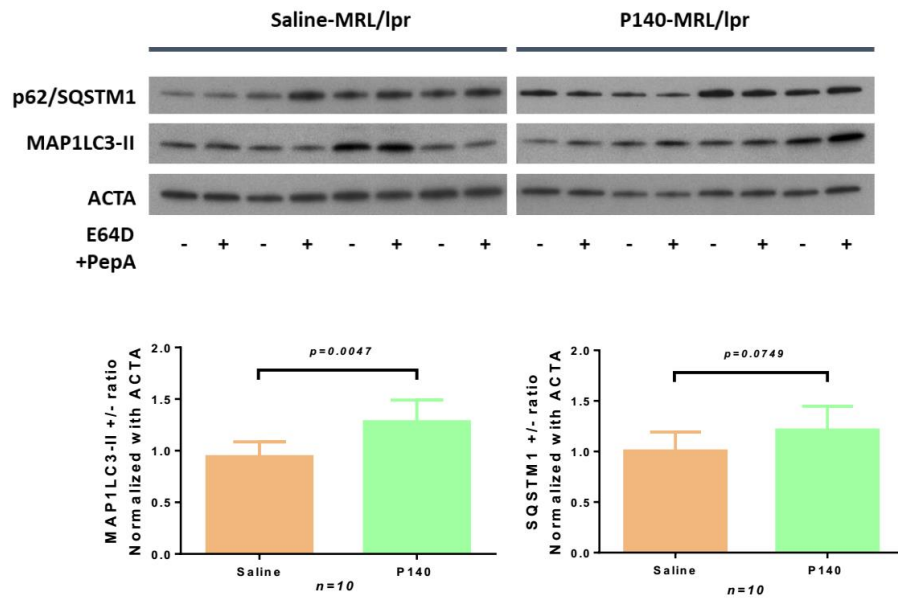 Saline-MRL/lpr P140-MRL/lpr
p62/SQSTM1
MAP1LC3-II
ACTA
E64D - + - + - + - + - + - + - + - +
+PepA
MAP1LC3-II +/- ratio
Normalized with ACTA
2.0
1.5
1.0
0.5
0.0
p=0.0047
Saline P140
n=10
SQSTM1 +/- ratio
Normalized with ACTA
2.0
1.5
1.0
0.5
0.0
p=0.0749
Saline P140
n=10